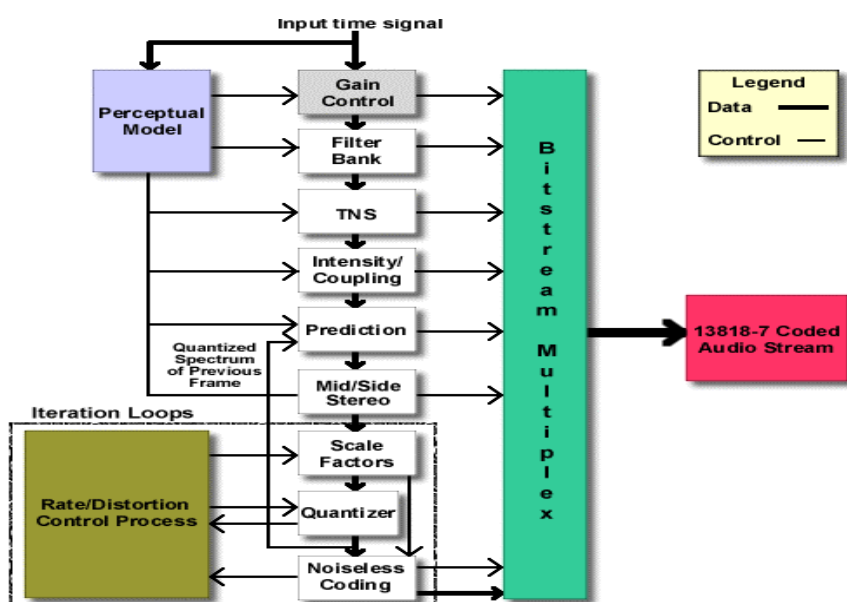 Input time signal
Perceptual
Model
Gain
Control
Filter
Bank
TNS
Intensity/
Coupling
Prediction
Quantized
Spectrum
of Previous
Frame
Mid/Side
Stereo
Iteration Loops
Rate/Distortion
Control Process
Scale
Factors
Quantizer
Noiseless
Coding
Bitstream Multiplex
Legend
Data
Control
13818-7 Coded
Audio Stream